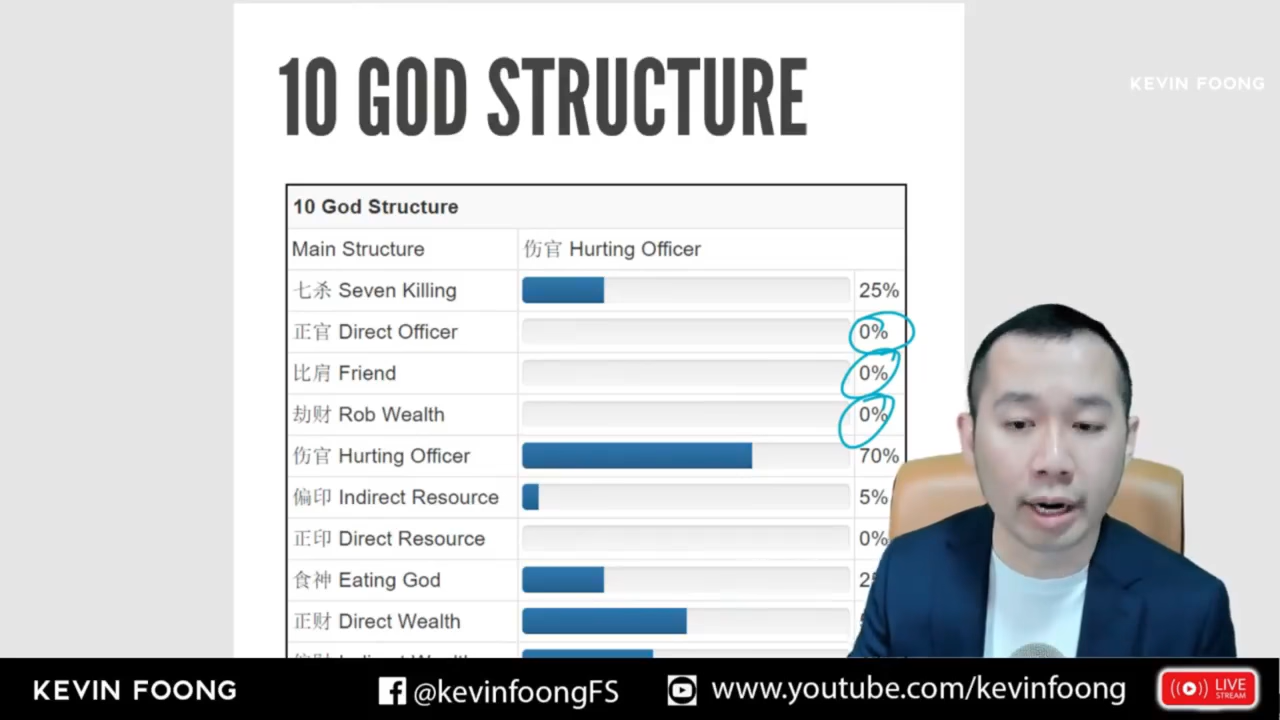 10 GOD STRUCTURE
KEVIN FOONG
10 God Structure
Main Structure 伤官 Hurting Officer
七杀 Seven Killing 25%
正官 Direct Officer 0%
比肩 Friend 0%
劫财 Rob Wealth 0%
伤官 Hurting Officer 70%
偏印 Indirect Resource 5%
正印 Direct Resource 0%
食神 Eating God
正财 Direct Wealth
KEVIN FOONG @kevinfoongFS www.youtube.com/kevinfoong LIVE
STREAM